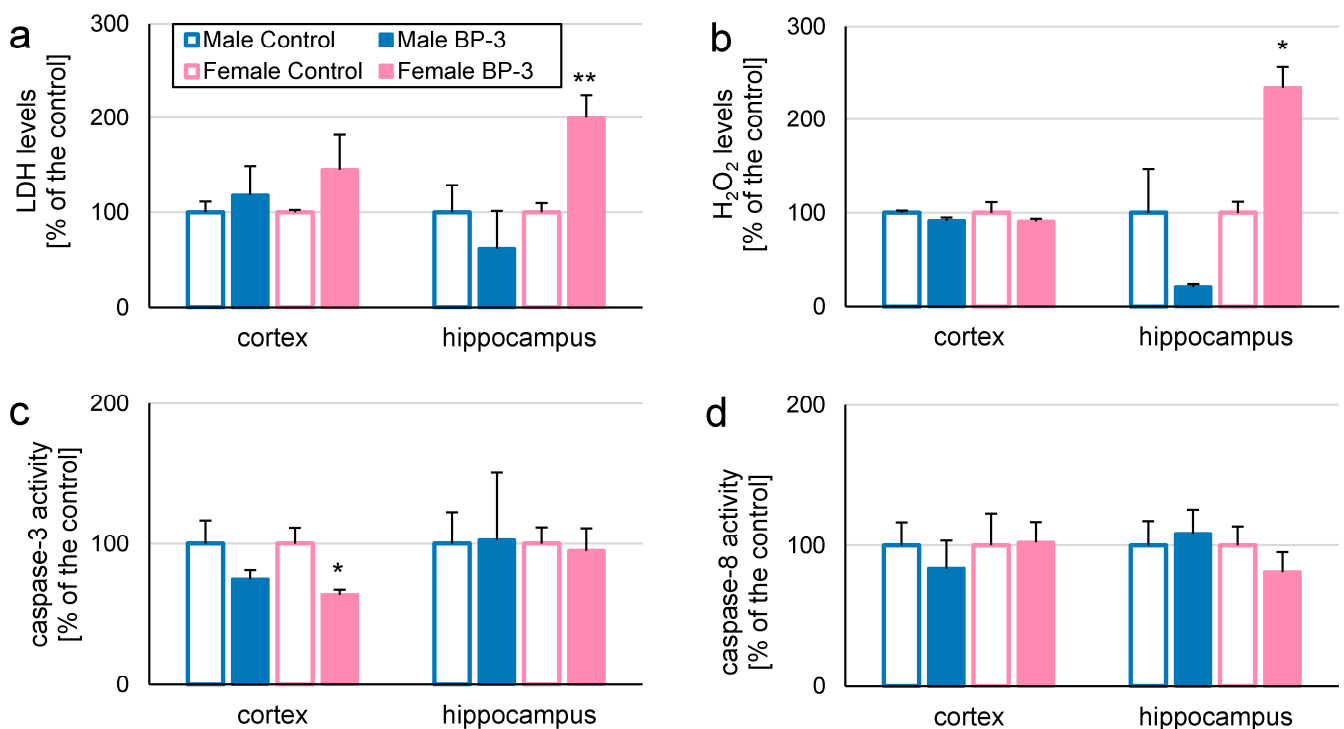 a
300
200
100
0
LDH levels
[% of the control]
Male Control Male BP-3
Female Control Female BP-3
**
cortex hippocampus
b
300
200
100
0
H₂O₂ levels
[% of the control]
*
cortex hippocampus
c
200
100
0
caspase-3 activity
[% of the control]
*
cortex hippocampus
d
200
100
0
caspase-8 activity
[% of the control]
cortex hippocampus